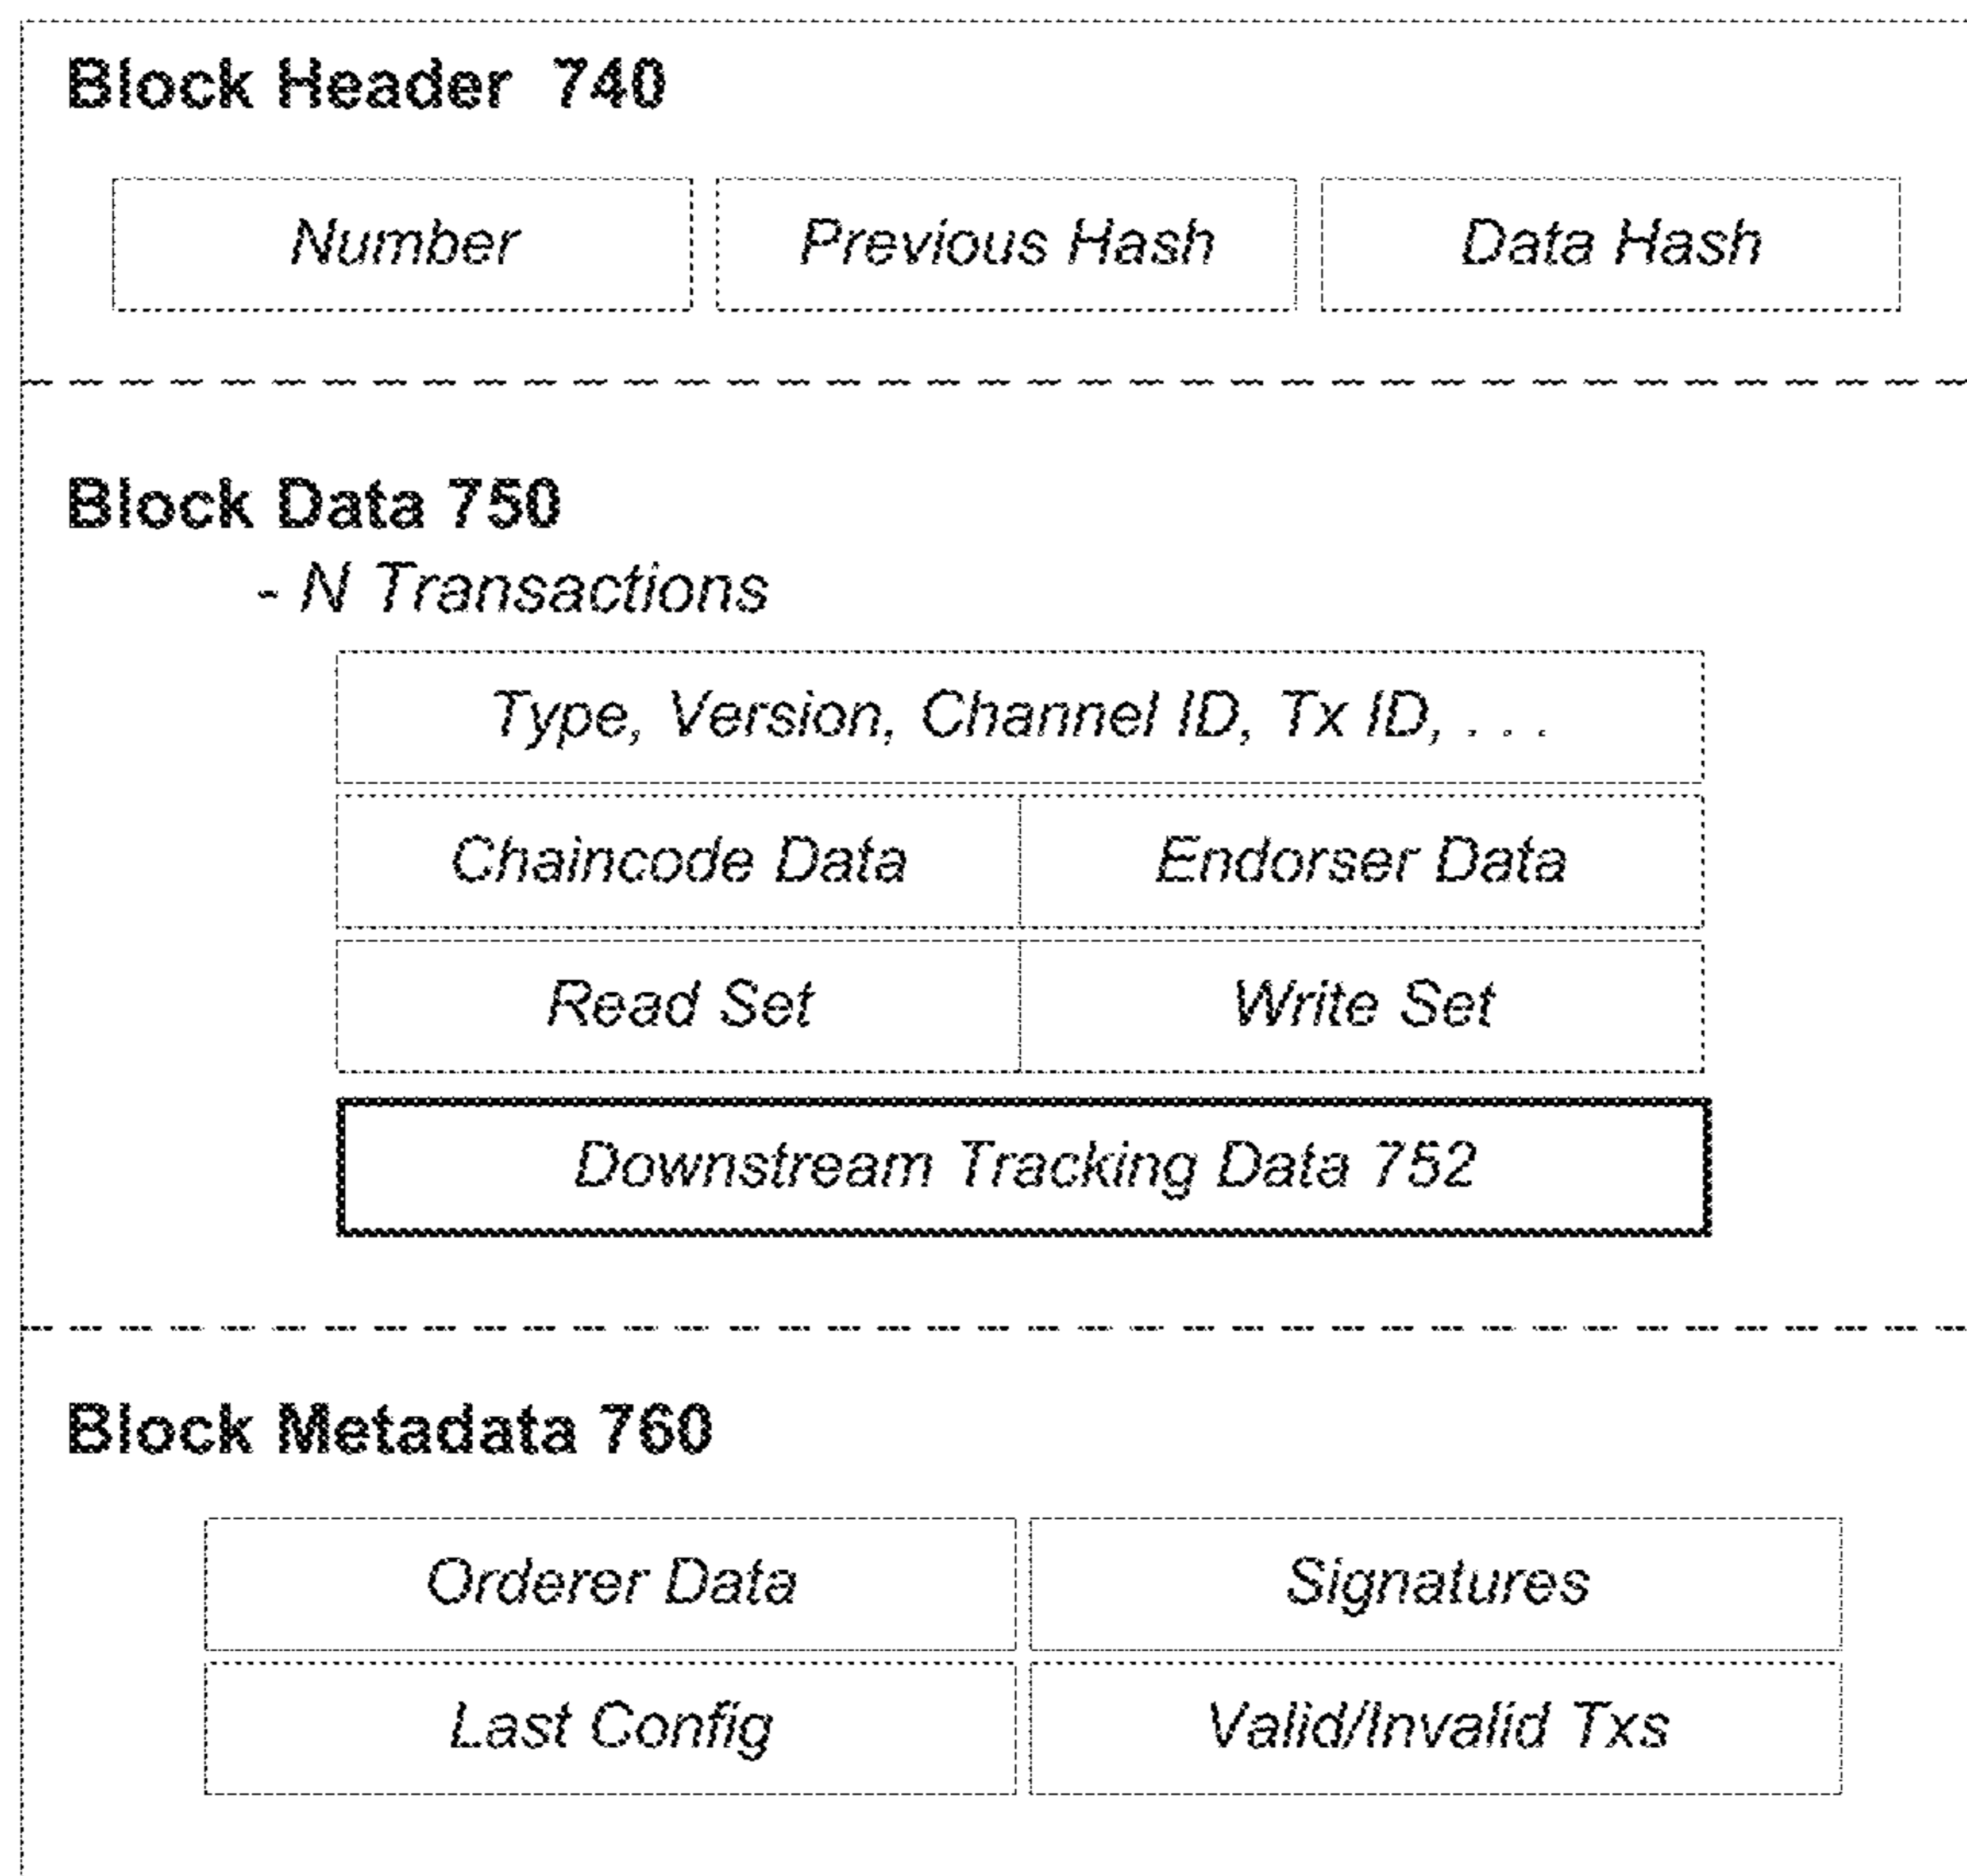 Block Header 740
Number Previous Hash Data Hash
Block Data 750
- N Transactions
Type, Version, Channel ID, Tx ID, . . .
Chaincode Data Endorser Data
Read Set Write Set
Downstream Tracking Data 752
Block Metadata 760
Orderer Data Signatures
Last Config Valid/Invalid Txs